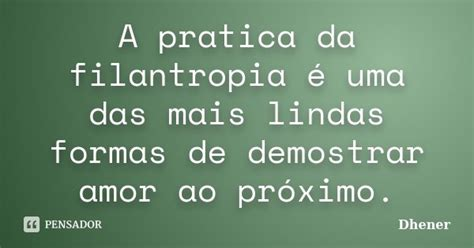 A pratica da
filantropia é uma
das mais lindas
formas de demostrar
amor ao próximo.
PENSADOR
Dhener